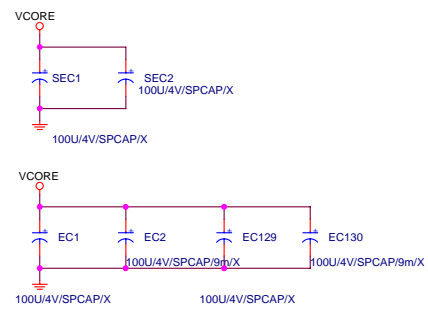 VCORE
SEC1
SEC2
100U/4V/SPCAP/X
100U/4V/SPCAP/X
VCORE
EC1
EC2
EC129
EC130
100U/4V/SPCAP/9m/X
100U/4V/SPCAP/9m/X
100U/4V/SPCAP/X
100U/4V/SPCAP/X